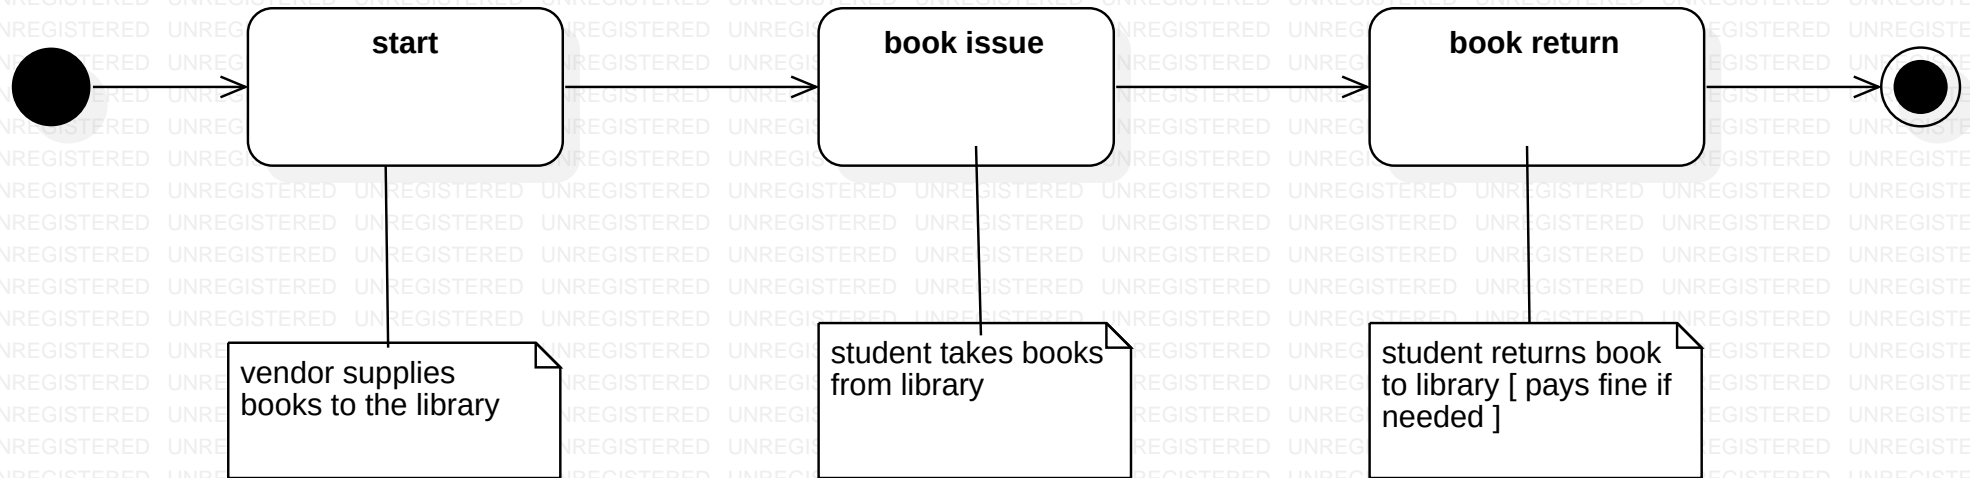 start
book issue
book return
vendor supplies
books to the library
student takes books
from library
student returns book
to library [ pays fine if
needed ]
UNREGISTERED